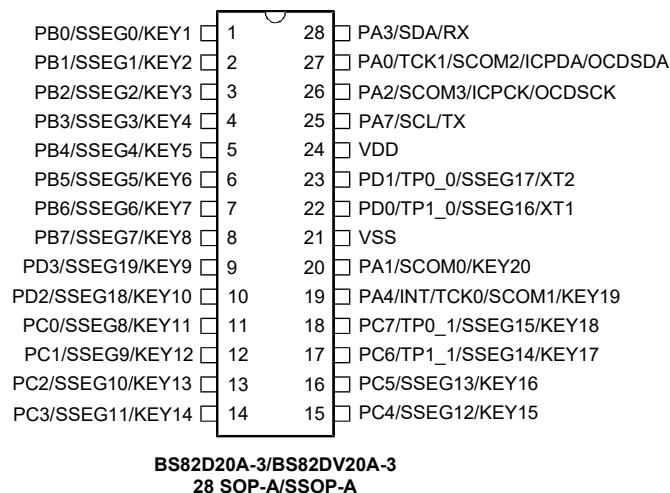 PB0/SSEG0/KEY1 1 28 PA3/SDA/RX
PB1/SSEG1/KEY2 2 27 PA0/TCK1/SCOM2/ICPDA/OCDSDA
PB2/SSEG2/KEY3 3 26 PA2/SCOM3/ICPCK/OCDSCK
PB3/SSEG3/KEY4 4 25 PA7/SCL/TX
PB4/SSEG4/KEY5 5 24 VDD
PB5/SSEG5/KEY6 6 23 PD1/TP0_0/SSEG17/XT2
PB6/SSEG6/KEY7 7 22 PD0/TP1_0/SSEG16/XT1
PB7/SSEG7/KEY8 8 21 VSS
PD3/SSEG19/KEY9 9 20 PA1/SCOM0/KEY20
PD2/SSEG18/KEY10 10 19 PA4/INT/TCK0/SCOM1/KEY19
PC0/SSEG8/KEY11 11 18 PC7/TP0_1/SSEG15/KEY18
PC1/SSEG9/KEY12 12 17 PC6/TP1_1/SSEG14/KEY17
PC2/SSEG10/KEY13 13 16 PC5/SSEG13/KEY16
PC3/SSEG11/KEY14 14 15 PC4/SSEG12/KEY15
BS82D20A-3/BS82DV20A-3
28 SOP-A/SSOP-A